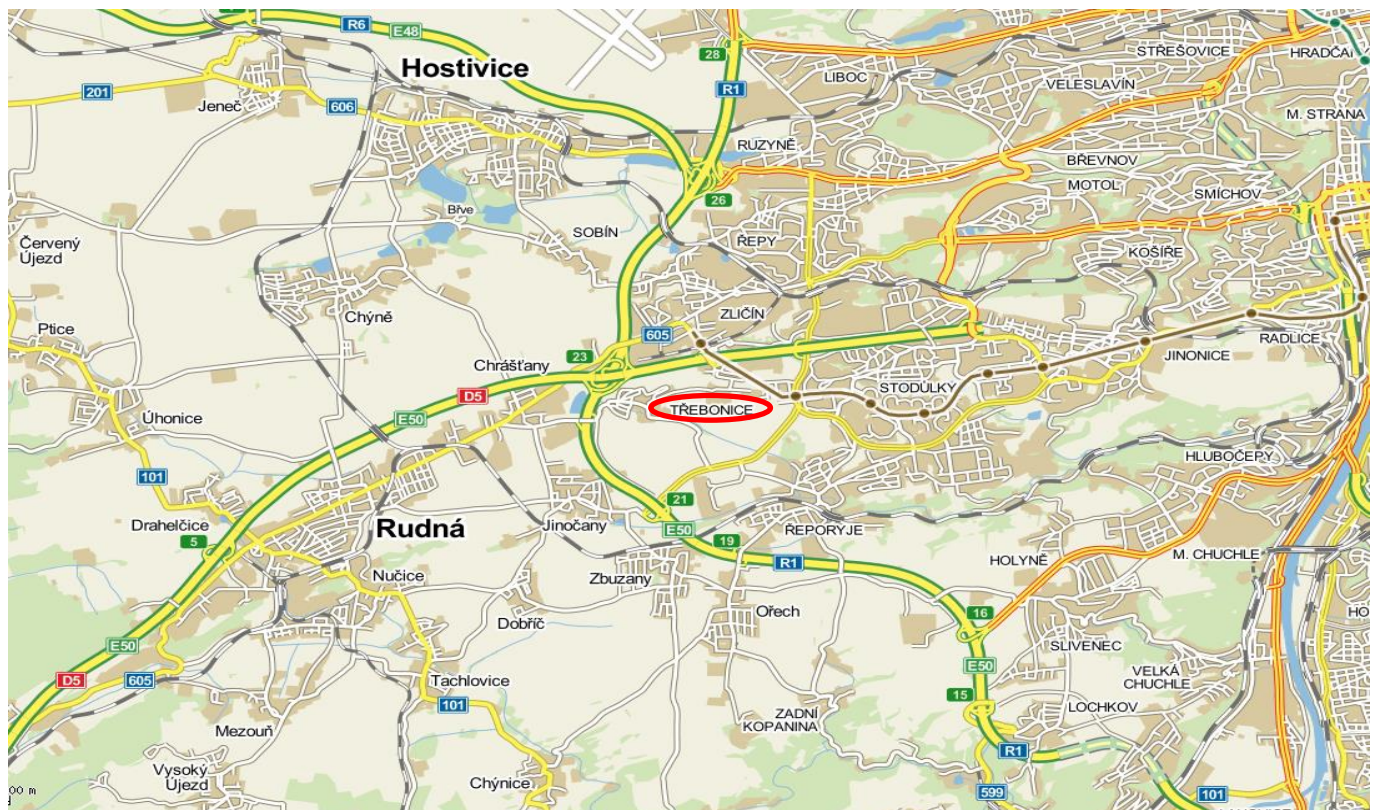 R6
E48
28
STŘEŠOVICE
Hostivice
LIBOC
VELESLAVÍN
201
R1
Jeneč
606
M. STRANA
RUZYNĚ
BŘEVNOV
MOTOL
SMÍCHOV
26
Břve
SOBÍN
ŘEPY
Červený
Újezd
KOŠÍŘE
Chýně
ZLIČÍN
Ptice
605
RADLICE
23
JINONICE
Chrášťany
D5
STODŮLKY
TŘEBONICE
Úhonice
E50
HLUBOČEPY
101
21
Drahelčice
5
Rudná
Jinočany
E50
ŘEPORYJE
19
HOLYNĚ
M. CHUCHLE
R1
Nučice
Zbuzany
Ořech
16
Dobříč
HO
E50
SLIVENEC
E50
VELKÁ
CHUCHLE
D5
605
Tachlovice
15
LOCHKOV
101
ZADNÍ
KOPANINA
Mezouň
R1
Vysoký
Újezd
Chýnice
599
101